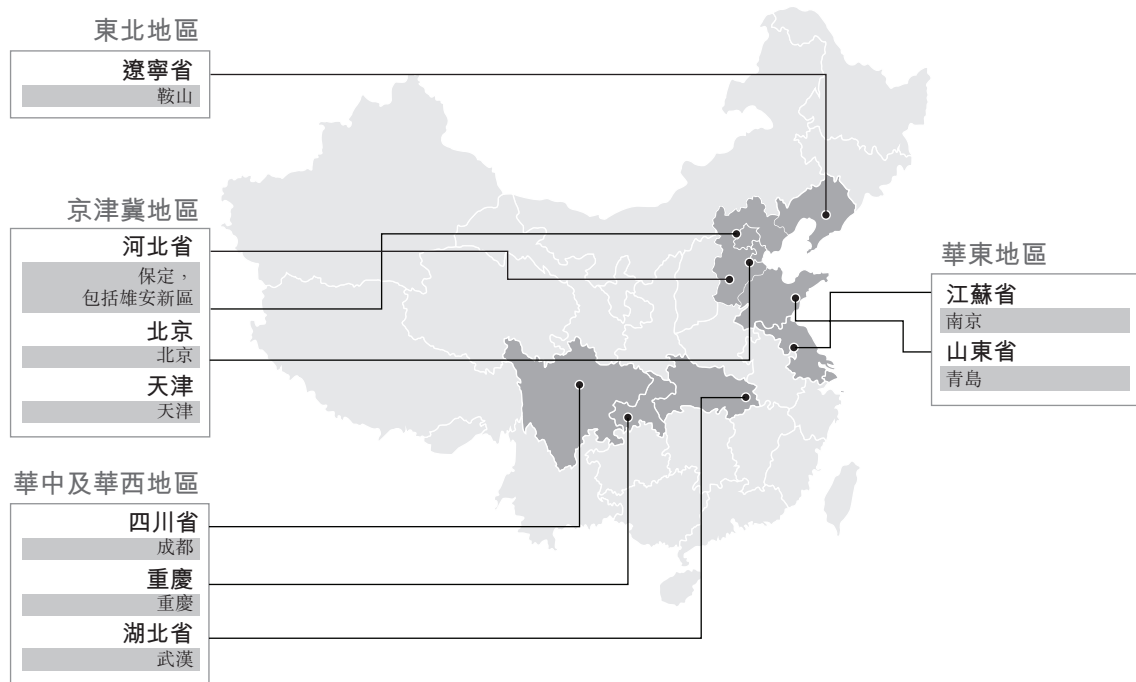 東北地區
遼寧省
鞍山
京津冀地區
河北省
保定，
包括雄安新區
北京
北京
天津
天津
華中及華西地區
四川省
成都
重慶
重慶
湖北省
武漢
華東地區
江蘇省
南京
山東省
青島